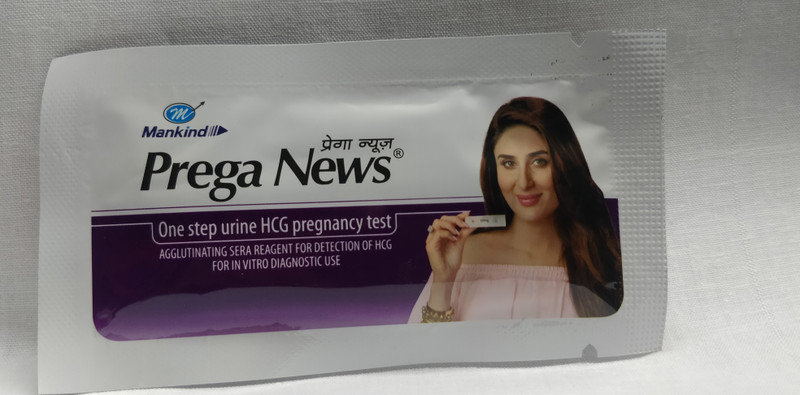 m
Mankind
प्रेगा न्यूज़
Prega News®
One step urine HCG pregnancy test
AGGLUTINATING SERA REAGENT FOR DETECTION OF HCG
FOR IN VITRO DIAGNOSTIC USE